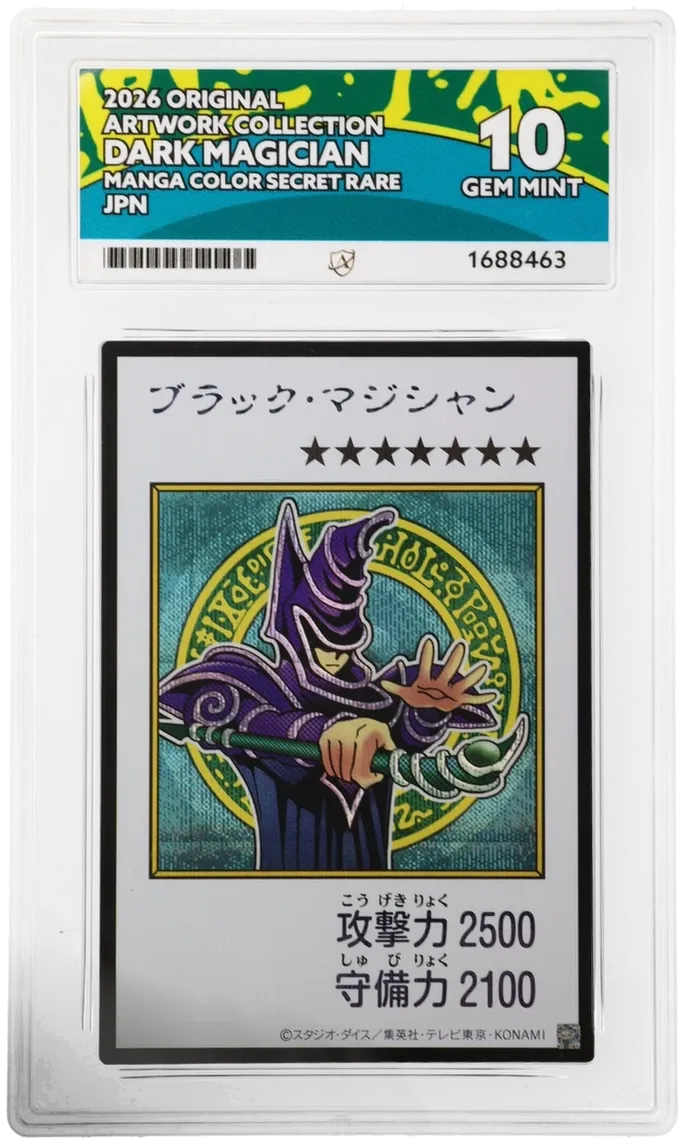 2026 ORIGINAL
ARTWORK COLLECTION
DARK MAGICIAN
MANGA COLOR SECRET RARE
JPN
10
GEM MINT
1688463
ブラック・マジシャン
★★★★★★★
こうげきりょく
攻撃力 2500
しゅびりょく
守備力 2100
©スタジオ・ダイス/集英社・テレビ東京・KONAMI